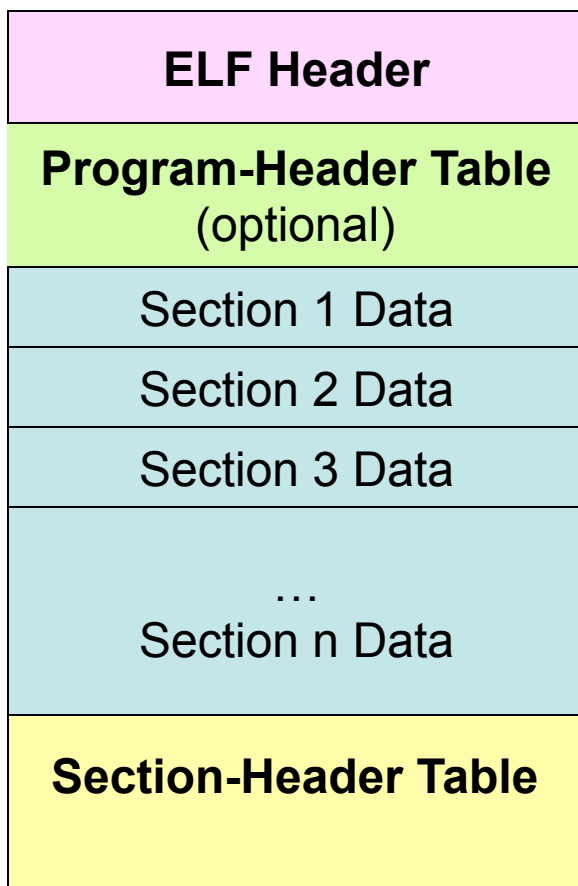 ELF Header
Program-Header Table
(optional)
Section 1 Data
Section 2 Data
Section 3 Data
…
Section n Data
Section-Header Table